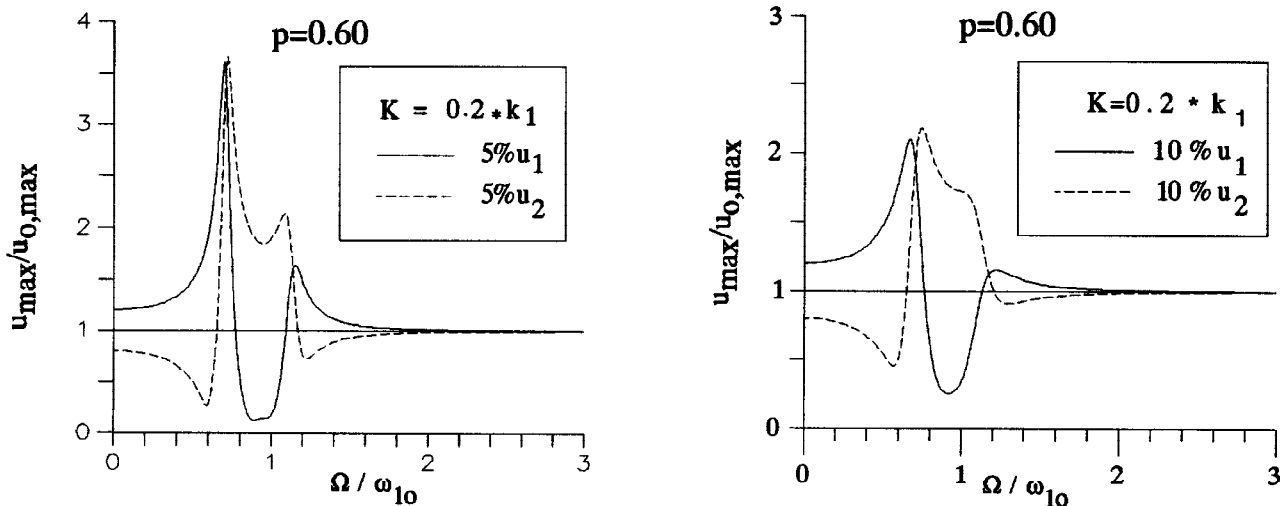 p=0.60
K = 0.2*k1
5%u1
5%u2
umax/uo,max
4
3
2
1
0
0
1
2
3
Ω / ω1o
p=0.60
K=0.2 * k1
10 %u1
10 %u2
umax/uo,max
3
2
1
0
0
1
2
3
Ω / ω1o